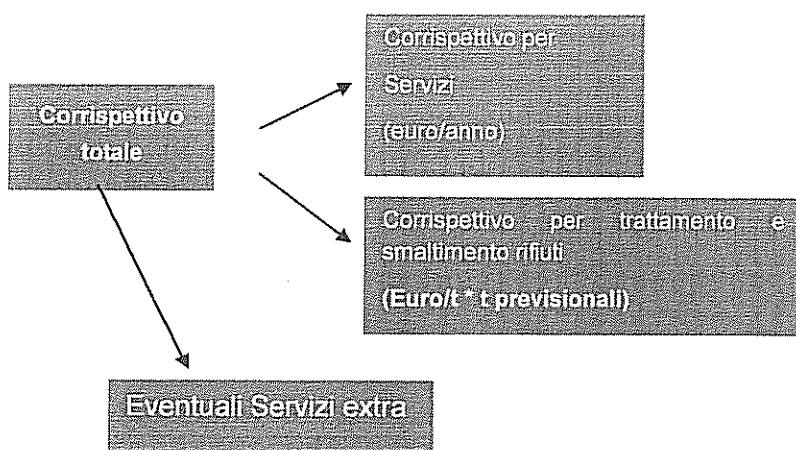 Corrispettivo per
Servizi
(euro/anno)
Corrispettivo
totale
Corrispettivo per trattamento e
smaltimento rifiuti
(Euro/t * t previsionali)
Eventuali Servizi extra